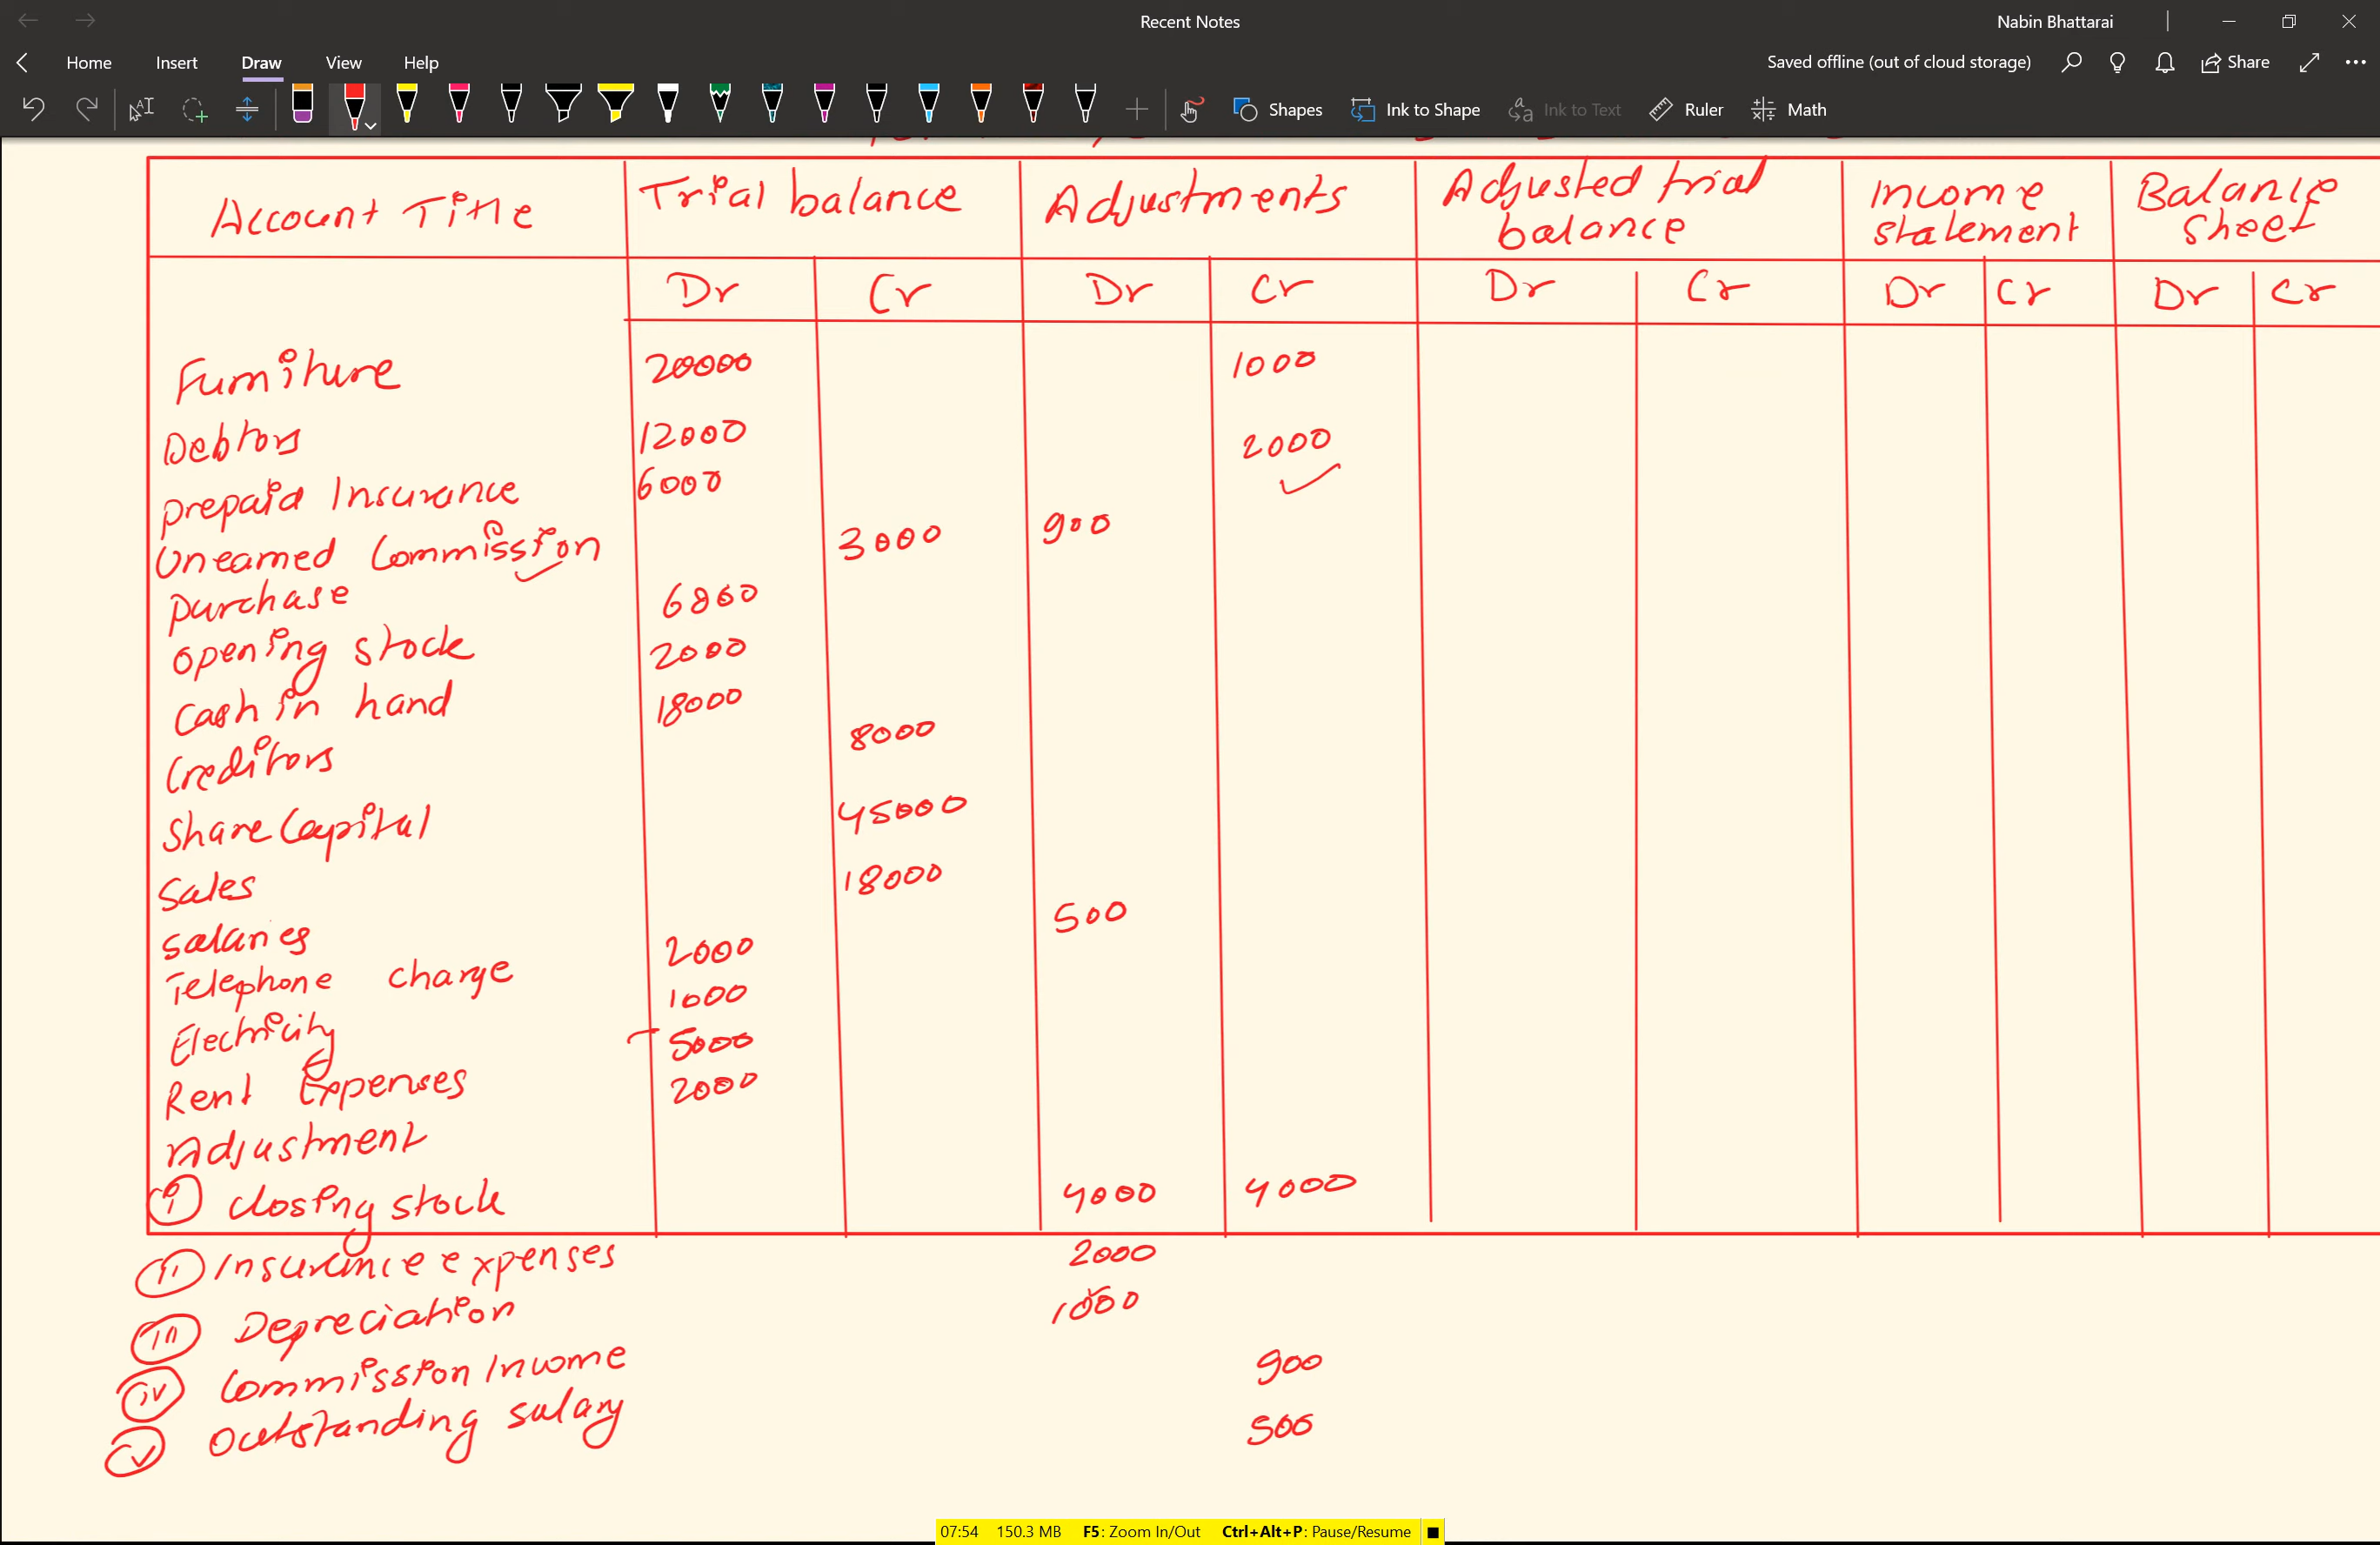 Recent Notes
Nabin Bhattarai
Home Insert Draw View Help
Saved offline (out of cloud storage)
Share
Shapes
Ink to Shape
Ink to Text
Ruler
Math
Account Title Trial balance Adjustments Adjusted trial balance Income statement Balance sheet
Dr Cr Dr Cr Dr Cr Dr Cr Dr Cr
Furniture 20000 1000
Debtors 12000 2000
prepaid Insurance 6000
Unearned Commission 3000 900
purchase 6800
opening stock 2000
Cash in hand 18000
Creditors 8000
Share Capital 45000
Sales 18000
salaries 2000 500
Telephone charge 1000
Electricity 5000
Rent Expenses 2000
Adjustment
i closing stock 4000 4000
ii Insurance expenses 2000
iii Depreciation 1000
iv Commission Income 900
v Outstanding salary 500
07:54 150.3 MB F5: Zoom In/Out Ctrl+Alt+P: Pause/Resume